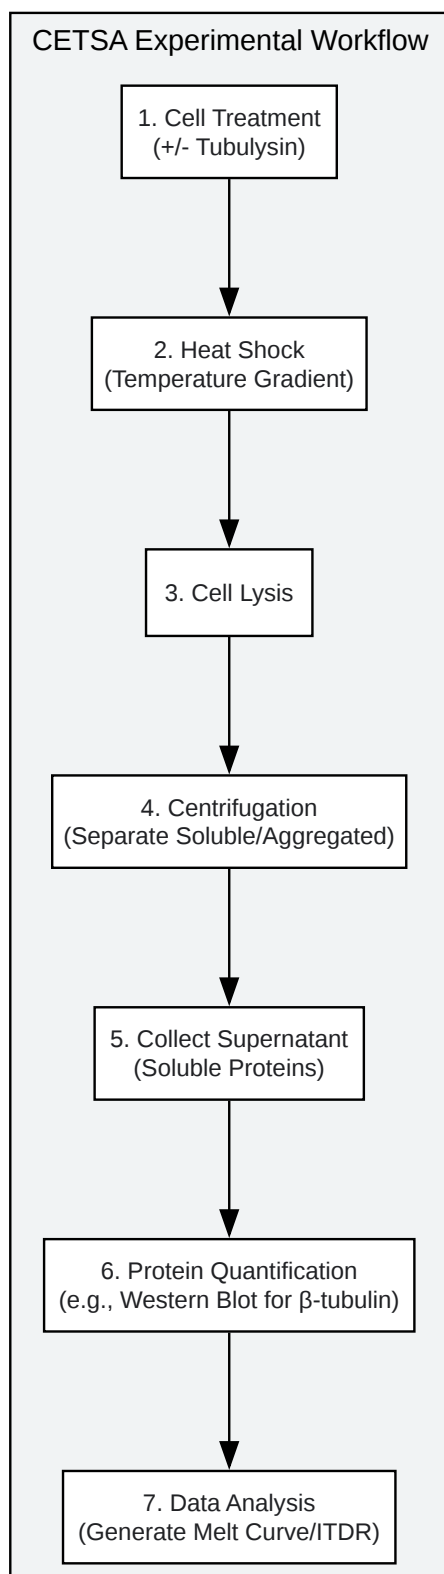 CETSA Experimental Workflow
1. Cell Treatment
(+/- Tubulysin)
2. Heat Shock
(Temperature Gradient)
3. Cell Lysis
4. Centrifugation
(Separate Soluble/Aggregated)
5. Collect Supernatant
(Soluble Proteins)
6. Protein Quantification
(e.g., Western Blot for β-tubulin)
7. Data Analysis
(Generate Melt Curve/ITDR)